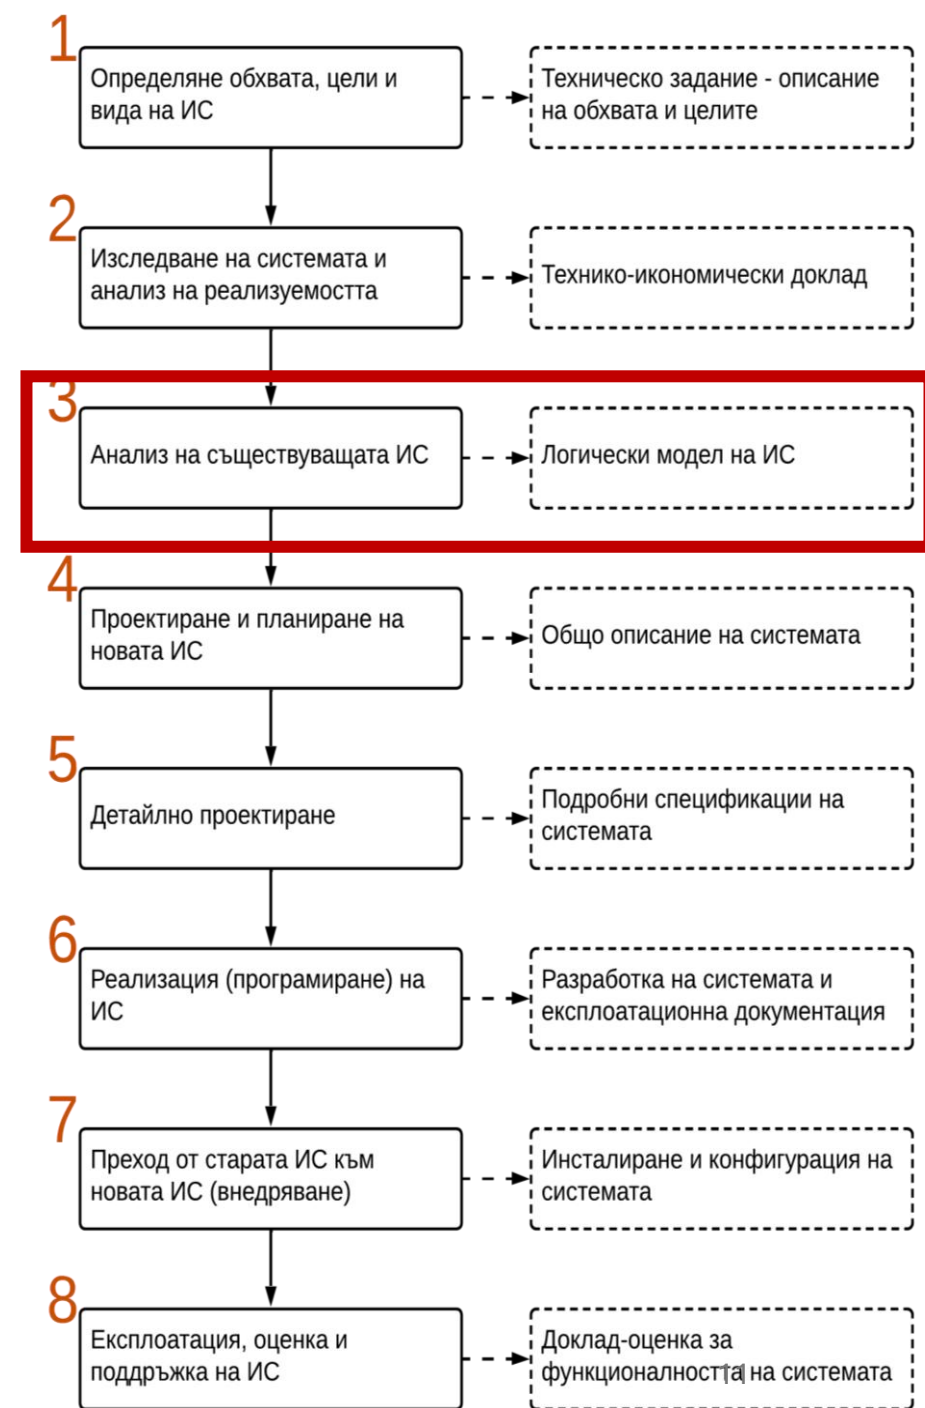 1
Определяне обхвата, цели и
вида на ИС
Техническо задание - описание
на обхвата и целите
2
Изследване на системата и
анализ на реализуемостта
Технико-икономически доклад
3
Анализ на съществуващата ИС
Логически модел на ИС
4
Проектиране и планиране на
новата ИС
Общо описание на системата
5
Детайлно проектиране
Подробни спецификации на
системата
6
Реализация (програмиране) на
ИС
Разработка на системата и
експлоатационна документация
7
Преход от старата ИС към
новата ИС (внедряване)
Инсталиране и конфигурация на
системата
8
Експлоатация, оценка и
поддръжка на ИС
Доклад-оценка за
функционалността на системата
11